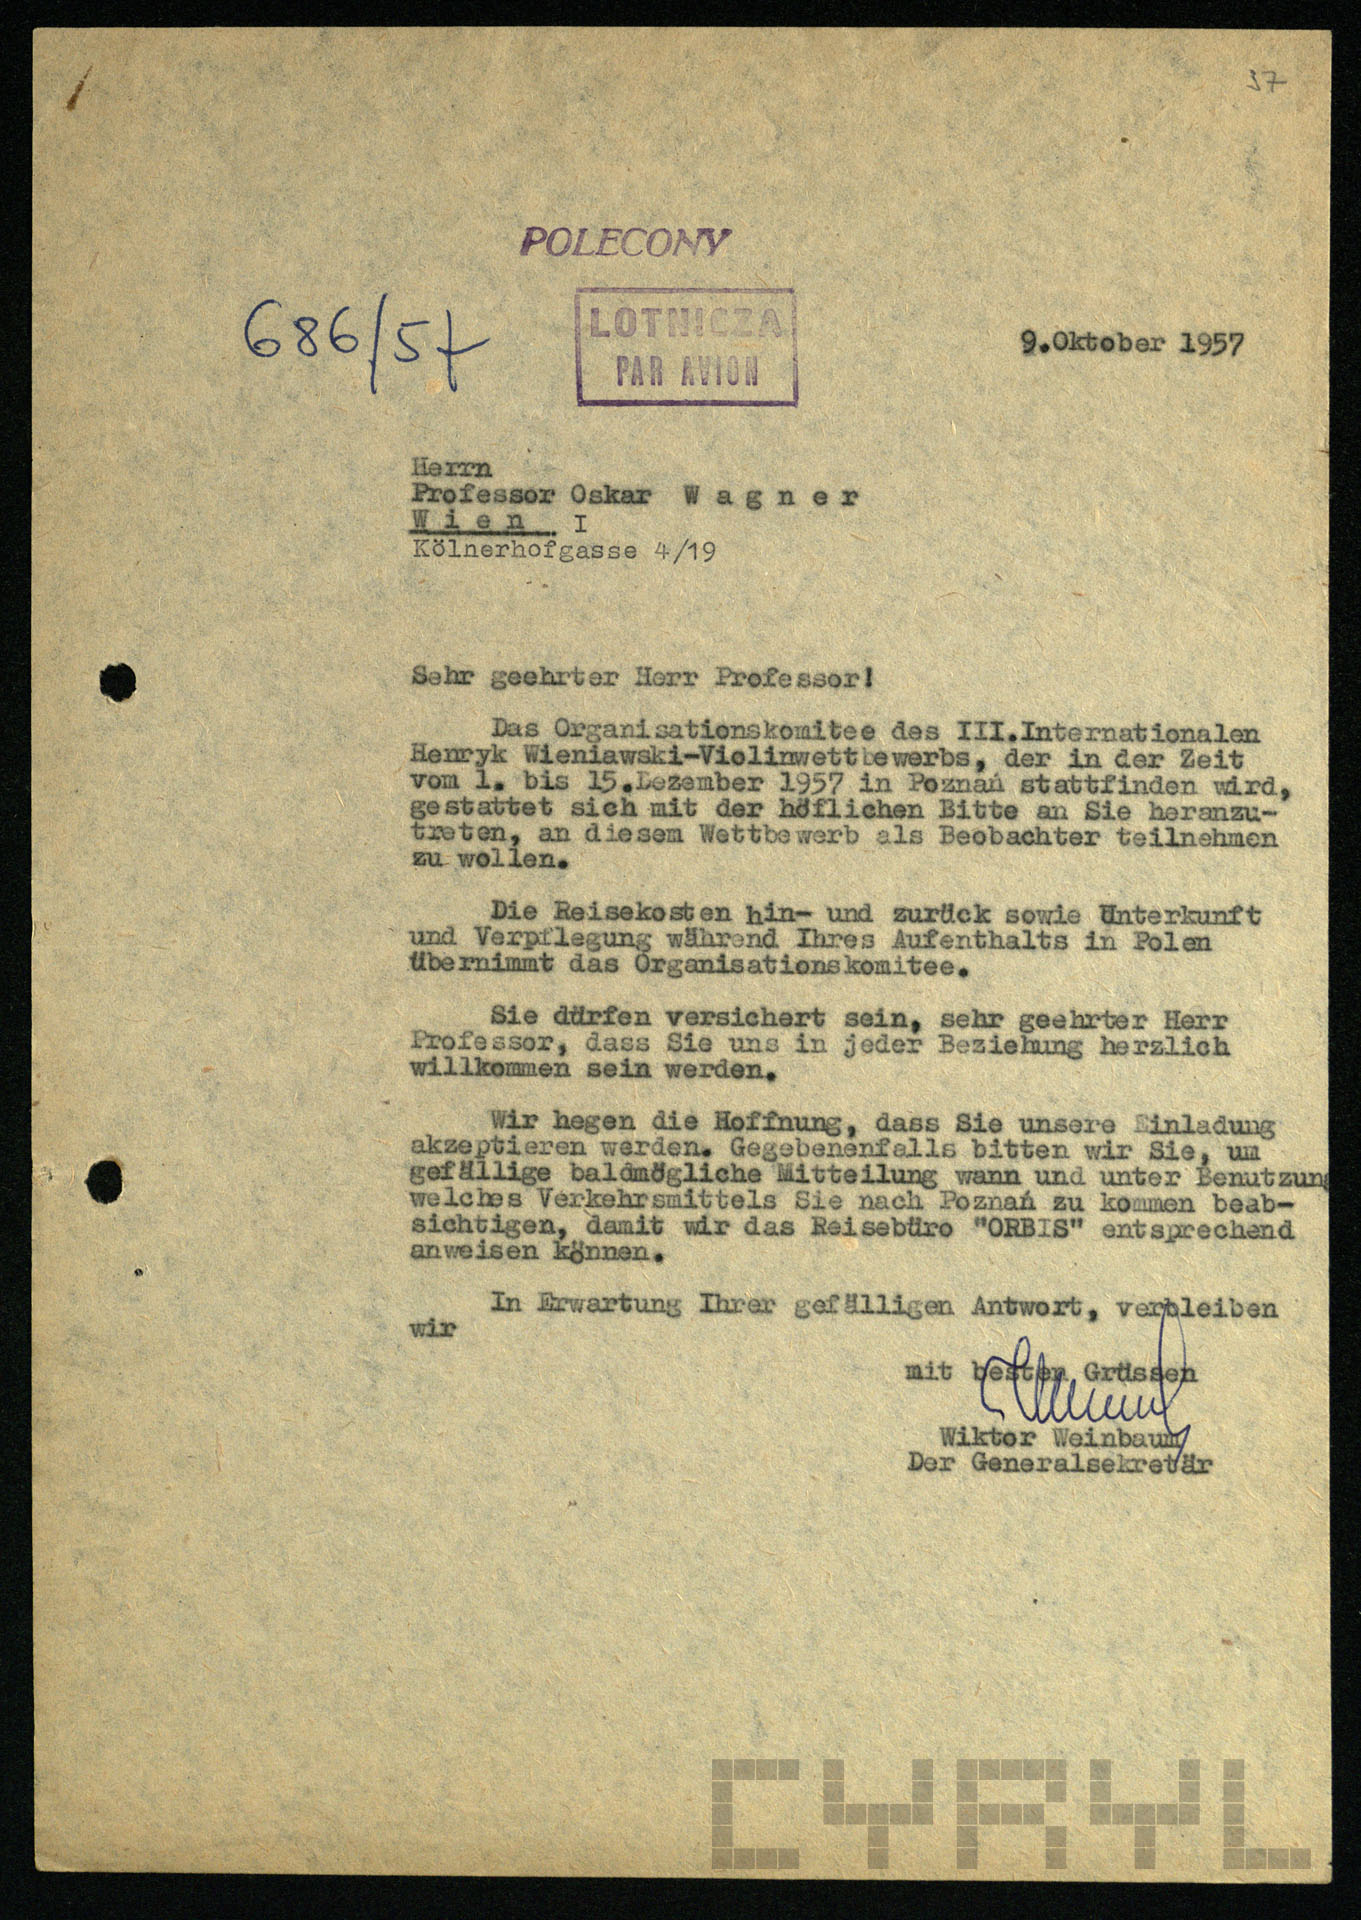 37
POLECONY
686/57
LOTNICZA
PAR AVION
9.Oktober 1957
Herrn
Professor Oskar W a g n e r
W i e n I
Kölnerhofgasse 4/19
Sehr geehrter Herr Professor!
Das Organisationskomitee des III.Internationalen
Henryk Wieniawski-Violinwettbewerbs, der in der Zeit
vom 1. bis 15.Dezember 1957 in Poznań stattfinden wird,
gestattet sich mit der höflichen Bitte an Sie heranzu-
treten, an diesem Wettbewerb als Beobachter teilnehmen
zu wollen.
Die Reisekosten hin- und zurück sowie Unterkunft
und Verpflegung während Ihres Aufenthalts in Polen
übernimmt das Organisationskomitee.
Sie dürfen versichert sein, sehr geehrter Herr
Professor, dass Sie uns in jeder Beziehung herzlich
willkommen sein werden.
Wir hegen die Hoffnung, dass Sie unsere Einladung
akzeptieren werden. Gegebenenfalls bitten wir Sie, um
gefällige baldmögliche Mitteilung wann und unter Benutzung
welches Verkehrsmittels Sie nach Poznań zu kommen beab-
sichtigen, damit wir das Reisebüro "ORBIS" entsprechend
anweisen können.
In Erwartung Ihrer gefälligen Antwort, verbleiben
wir
mit besten Grüssen
Wiktor Weinbaum
Der Generalsekretär
CYRYL